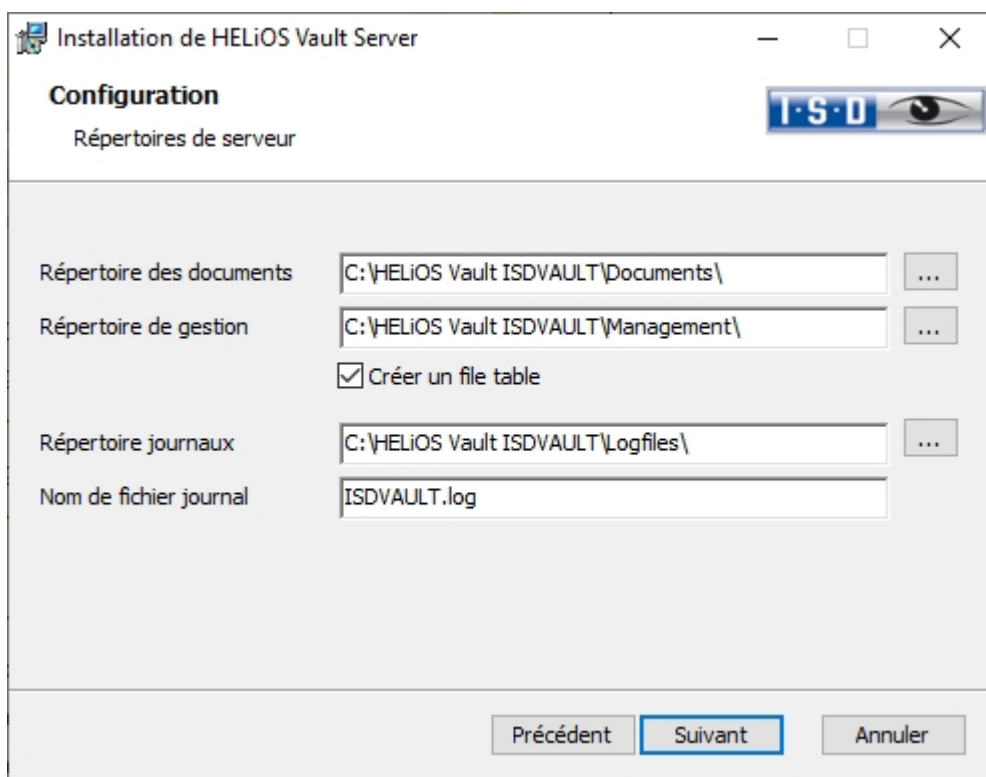 Installation de HELiOS Vault Server
Configuration
Répertoires de serveur
I·S·D
Répertoire des documents C:\HELiOS Vault ISDVAULT\Documents\ ...
Répertoire de gestion C:\HELiOS Vault ISDVAULT\Management\ ...
Créer un file table
Répertoire journaux C:\HELiOS Vault ISDVAULT\Logfiles\ ...
Nom de fichier journal ISDVAULT.log
Précédent Suivant Annuler